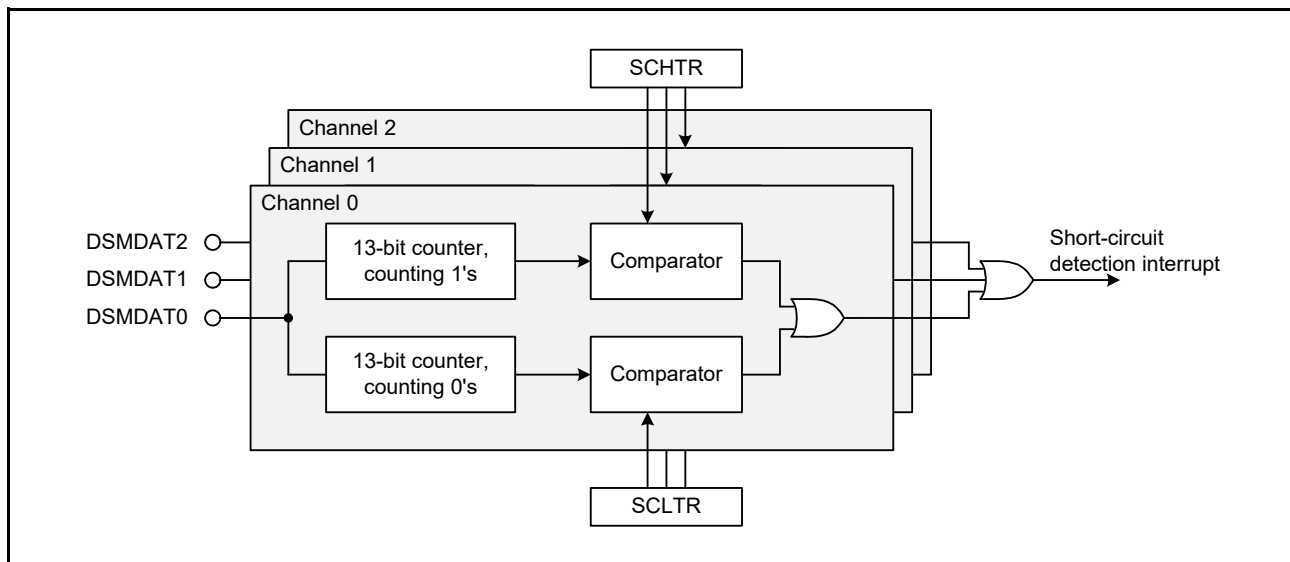 SCHTR
Channel 2
Channel 1
Channel 0
DSMDAT2
DSMDAT1
DSMDAT0
13-bit counter,
counting 1's
Comparator
13-bit counter,
counting 0's
Comparator
Short-circuit
detection interrupt
SCLTR